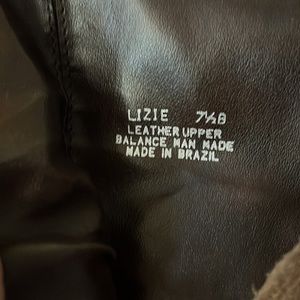 LIZIE 7½B
LEATHER UPPER
BALANCE MAN MADE
MADE IN BRAZIL